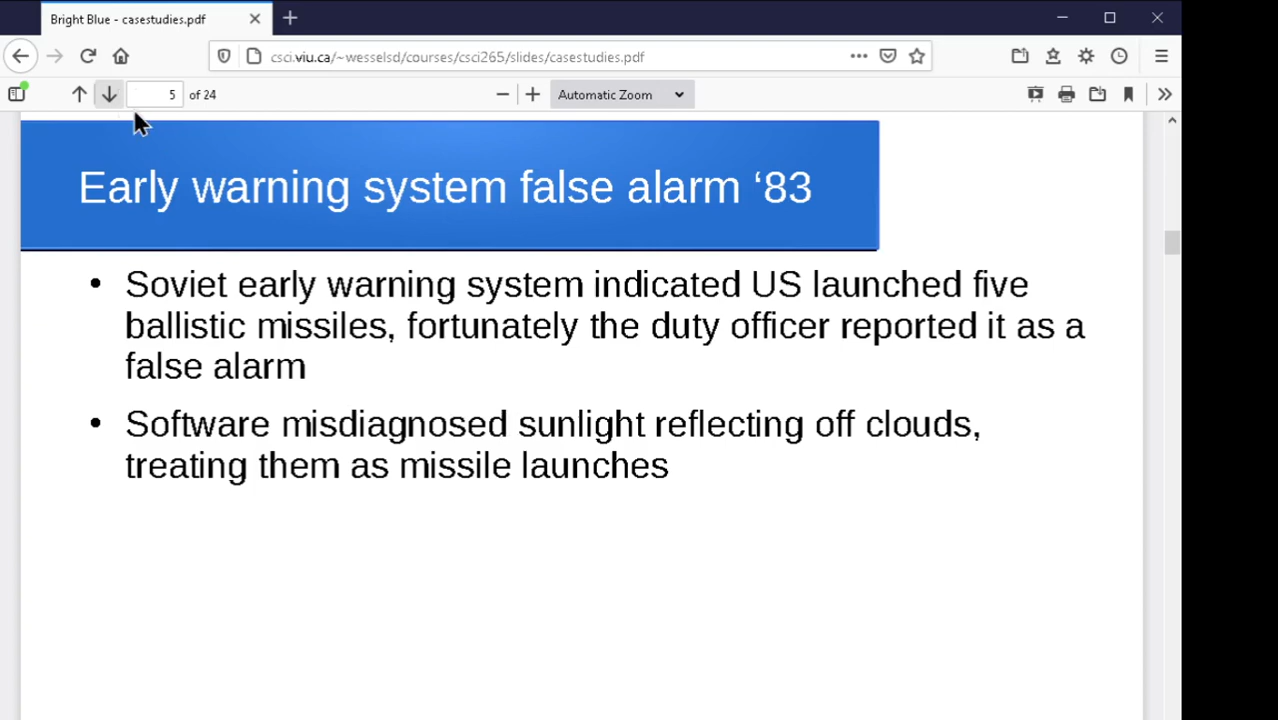 Bright Blue - casestudies.pdf
csci.viu.ca/~wesselsd/courses/csci265/slides/casestudies.pdf
5 of 24
Automatic Zoom
Early warning system false alarm ‘83
• Soviet early warning system indicated US launched five
ballistic missiles, fortunately the duty officer reported it as a
false alarm
• Software misdiagnosed sunlight reflecting off clouds,
treating them as missile launches